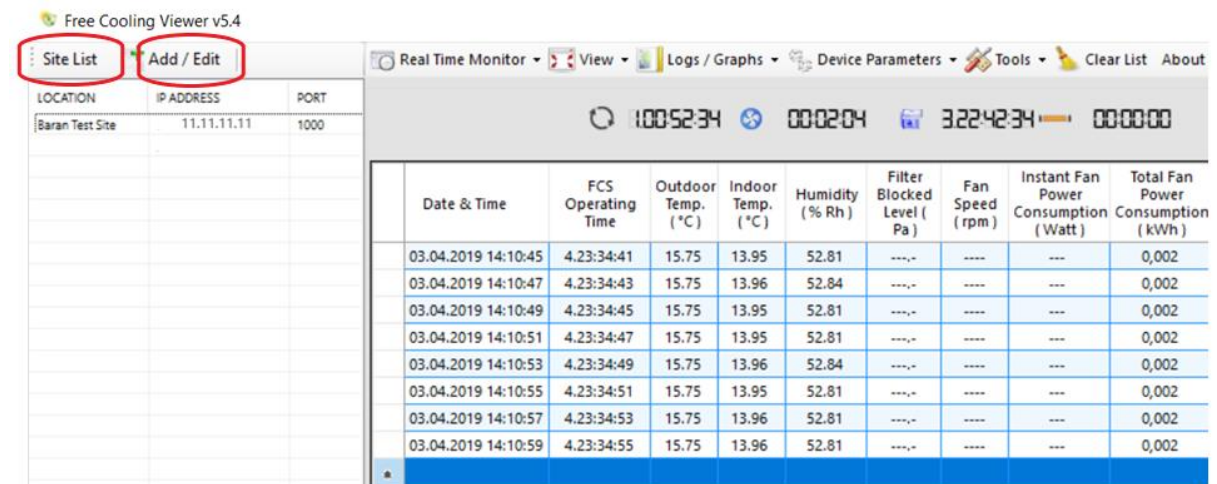 Free Cooling Viewer v5.4
Site List Add / Edit Real Time Monitor View Logs / Graphs Device Parameters Tools Clear List About
LOCATION IP ADDRESS PORT
Baran Test Site 11.11.11.11 1000
1.00:52:34 00:02:04 3.22:42:34 00:00:00
Date & Time FCS Operating Time Outdoor Temp. (°C) Indoor Temp. (°C) Humidity (% Rh) Filter Blocked Level ( Pa ) Fan Speed ( rpm ) Instant Fan Power Consumption ( Watt ) Total Fan Power Consumption ( kWh )
03.04.2019 14:10:45 4.23:34:41 15.75 13.95 52.81 ---,- ---- --- 0,002
03.04.2019 14:10:47 4.23:34:43 15.75 13.96 52.84 ---,- ---- --- 0,002
03.04.2019 14:10:49 4.23:34:45 15.75 13.95 52.81 ---,- ---- --- 0,002
03.04.2019 14:10:51 4.23:34:47 15.75 13.95 52.81 ---,- ---- --- 0,002
03.04.2019 14:10:53 4.23:34:49 15.75 13.96 52.84 ---,- ---- --- 0,002
03.04.2019 14:10:55 4.23:34:51 15.75 13.95 52.81 ---,- ---- --- 0,002
03.04.2019 14:10:57 4.23:34:53 15.75 13.96 52.81 ---,- ---- --- 0,002
03.04.2019 14:10:59 4.23:34:55 15.75 13.96 52.81 ---,- ---- --- 0,002